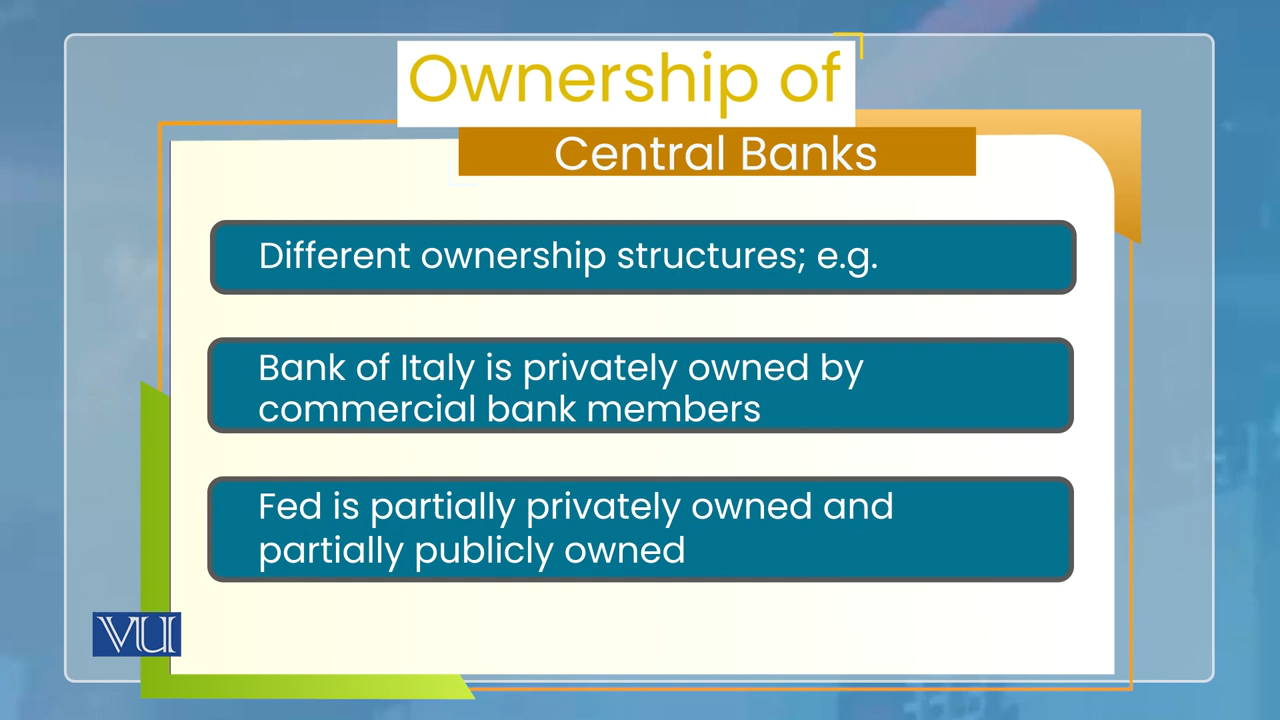 Ownership of
Central Banks
Different ownership structures; e.g.
Bank of Italy is privately owned by
commercial bank members
Fed is partially privately owned and
partially publicly owned
VU